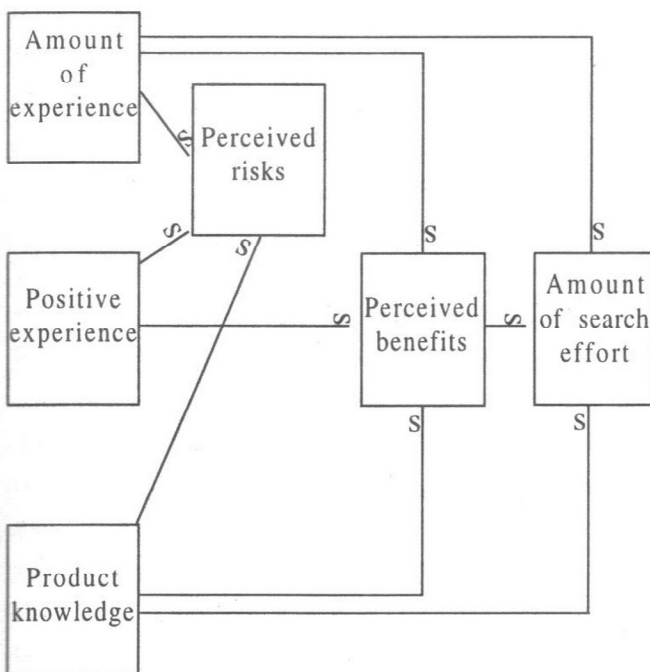 Amount
of
experience
Perceived
risks
s
s
s
Positive
experience
s
Perceived
benefits
s
s
Amount
of search
effort
s
s
s
Product
knowledge